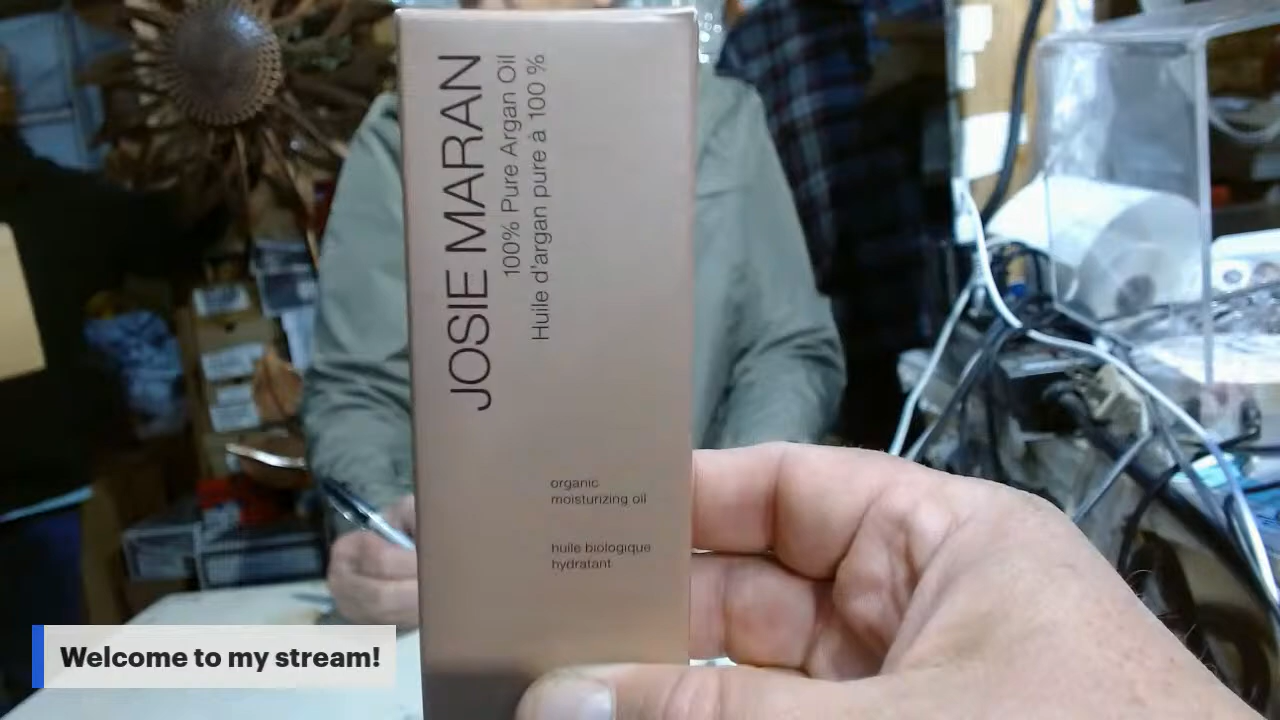 JOSIE MARAN
100% Pure Argan Oil
Huile d'argan pure à 100 %
organic
moisturizing oil
huile biologique
hydratant
Welcome to my stream!